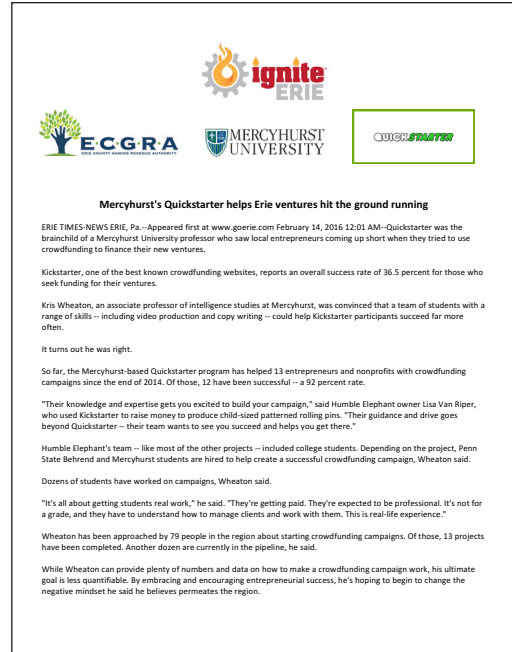 ignite
ERIE
E·C·G·R·A
ERIE COUNTY GAMING REVENUE AUTHORITY
MERCYHURST
UNIVERSITY
QUICKSTARTER
Mercyhurst's Quickstarter helps Erie ventures hit the ground running
ERIE TIMES-NEWS ERIE, Pa.--Appeared first at www.goerie.com February 14, 2016 12:01 AM--Quickstarter was the
brainchild of a Mercyhurst University professor who saw local entrepreneurs coming up short when they tried to use
crowdfunding to finance their new ventures.
Kickstarter, one of the best known crowdfunding websites, reports an overall success rate of 36.5 percent for those who
seek funding for their ventures.
Kris Wheaton, an associate professor of intelligence studies at Mercyhurst, was convinced that a team of students with a
range of skills -- including video production and copy writing -- could help Kickstarter participants succeed far more
often.
It turns out he was right.
So far, the Mercyhurst-based Quickstarter program has helped 13 entrepreneurs and nonprofits with crowdfunding
campaigns since the end of 2014. Of those, 12 have been successful -- a 92 percent rate.
"Their knowledge and expertise gets you excited to build your campaign," said Humble Elephant owner Lisa Van Riper,
who used Kickstarter to raise money to produce child-sized patterned rolling pins. "Their guidance and drive goes
beyond Quickstarter -- their team wants to see you succeed and helps you get there."
Humble Elephant's team -- like most of the other projects -- included college students. Depending on the project, Penn
State Behrend and Mercyhurst students are hired to help create a successful crowdfunding campaign, Wheaton said.
Dozens of students have worked on campaigns, Wheaton said.
"It's all about getting students real work," he said. "They're getting paid. They're expected to be professional. It's not for
a grade, and they have to understand how to manage clients and work with them. This is real-life experience."
Wheaton has been approached by 79 people in the region about starting crowdfunding campaigns. Of those, 13 projects
have been completed. Another dozen are currently in the pipeline, he said.
While Wheaton can provide plenty of numbers and data on how to make a crowdfunding campaign work, his ultimate
goal is less quantifiable. By embracing and encouraging entrepreneurial success, he's hoping to begin to change the
negative mindset he said he believes permeates the region.